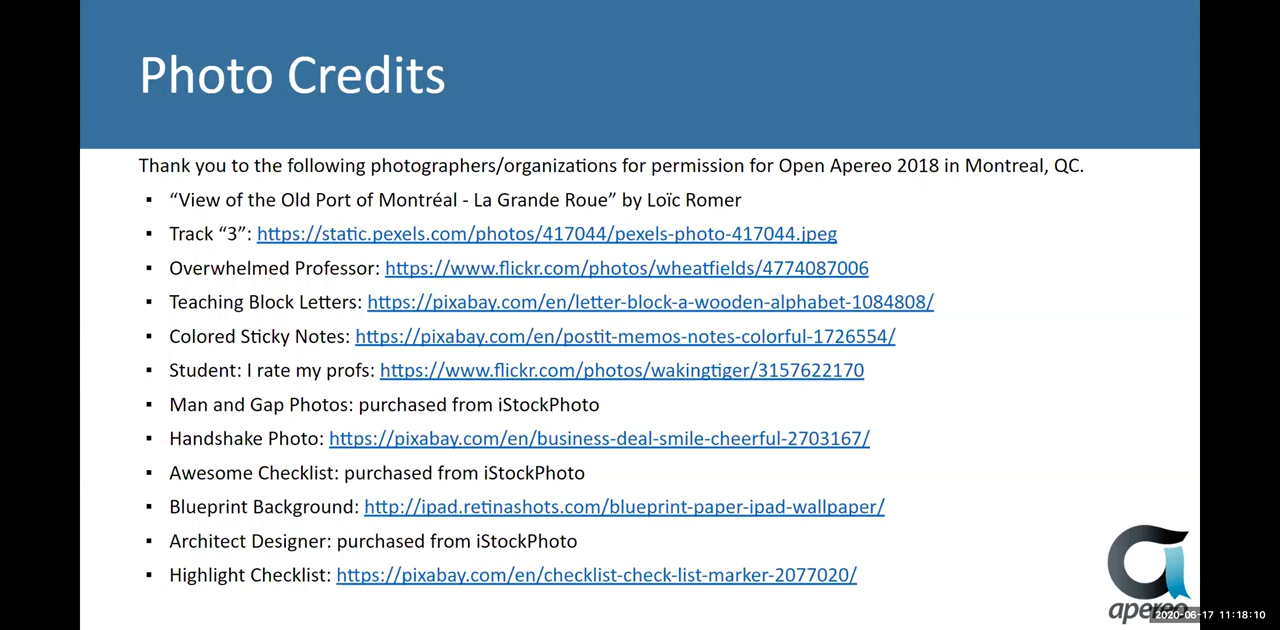 Photo Credits
Thank you to the following photographers/organizations for permission for Open Apereo 2018 in Montreal, QC.
▪ “View of the Old Port of Montréal - La Grande Roue” by Loïc Romer
▪ Track “3”: https://static.pexels.com/photos/417044/pexels-photo-417044.jpeg
▪ Overwhelmed Professor: https://www.flickr.com/photos/wheatfields/4774087006
▪ Teaching Block Letters: https://pixabay.com/en/letter-block-a-wooden-alphabet-1084808/
▪ Colored Sticky Notes: https://pixabay.com/en/postit-memos-notes-colorful-1726554/
▪ Student: I rate my profs: https://www.flickr.com/photos/wakingtiger/3157622170
▪ Man and Gap Photos: purchased from iStockPhoto
▪ Handshake Photo: https://pixabay.com/en/business-deal-smile-cheerful-2703167/
▪ Awesome Checklist: purchased from iStockPhoto
▪ Blueprint Background: http://ipad.retinashots.com/blueprint-paper-ipad-wallpaper/
▪ Architect Designer: purchased from iStockPhoto
▪ Highlight Checklist: https://pixabay.com/en/checklist-check-list-marker-2077020/
apereo
2020-06-17 11:18:10